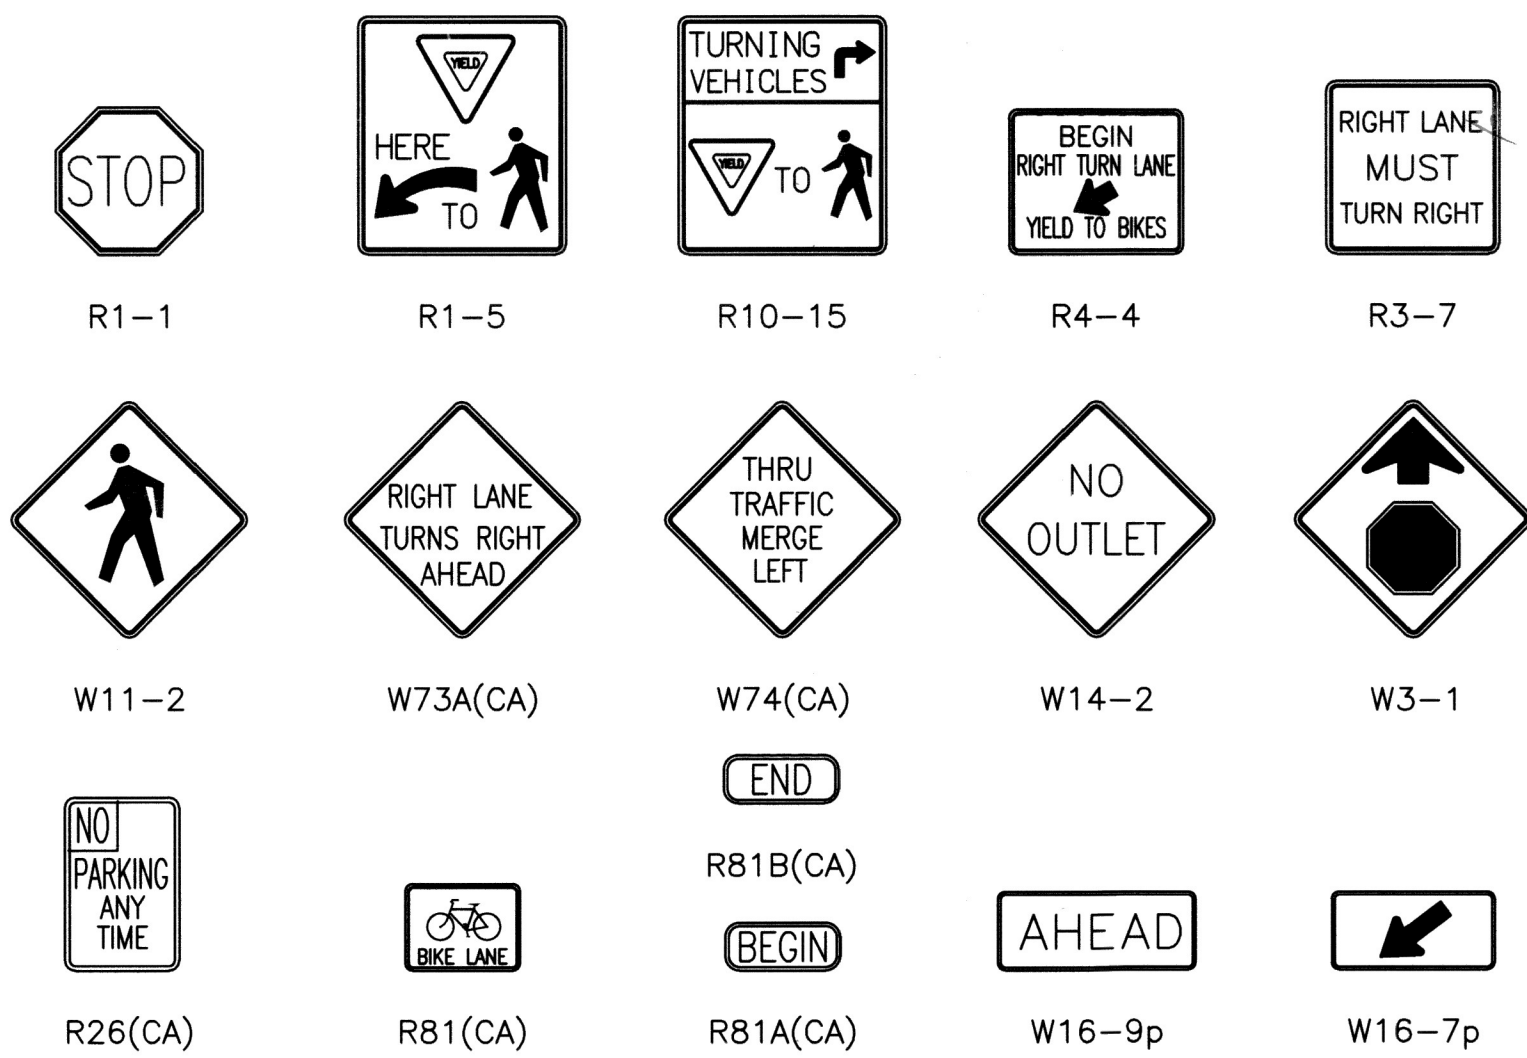 STOP
R1-1
YIELD
HERE
TO
R1-5
TURNING
VEHICLES
YIELD
TO
R10-15
BEGIN
RIGHT TURN LANE
YIELD TO BIKES
R4-4
RIGHT LANE
MUST
TURN RIGHT
R3-7
W11-2
RIGHT LANE
TURNS RIGHT
AHEAD
W73A(CA)
THRU
TRAFFIC
MERGE
LEFT
W74(CA)
NO
OUTLET
W14-2
W3-1
NO
PARKING
ANY
TIME
R26(CA)
BIKE LANE
R81(CA)
END
R81B(CA)
BEGIN
R81A(CA)
AHEAD
W16-9p
W16-7p